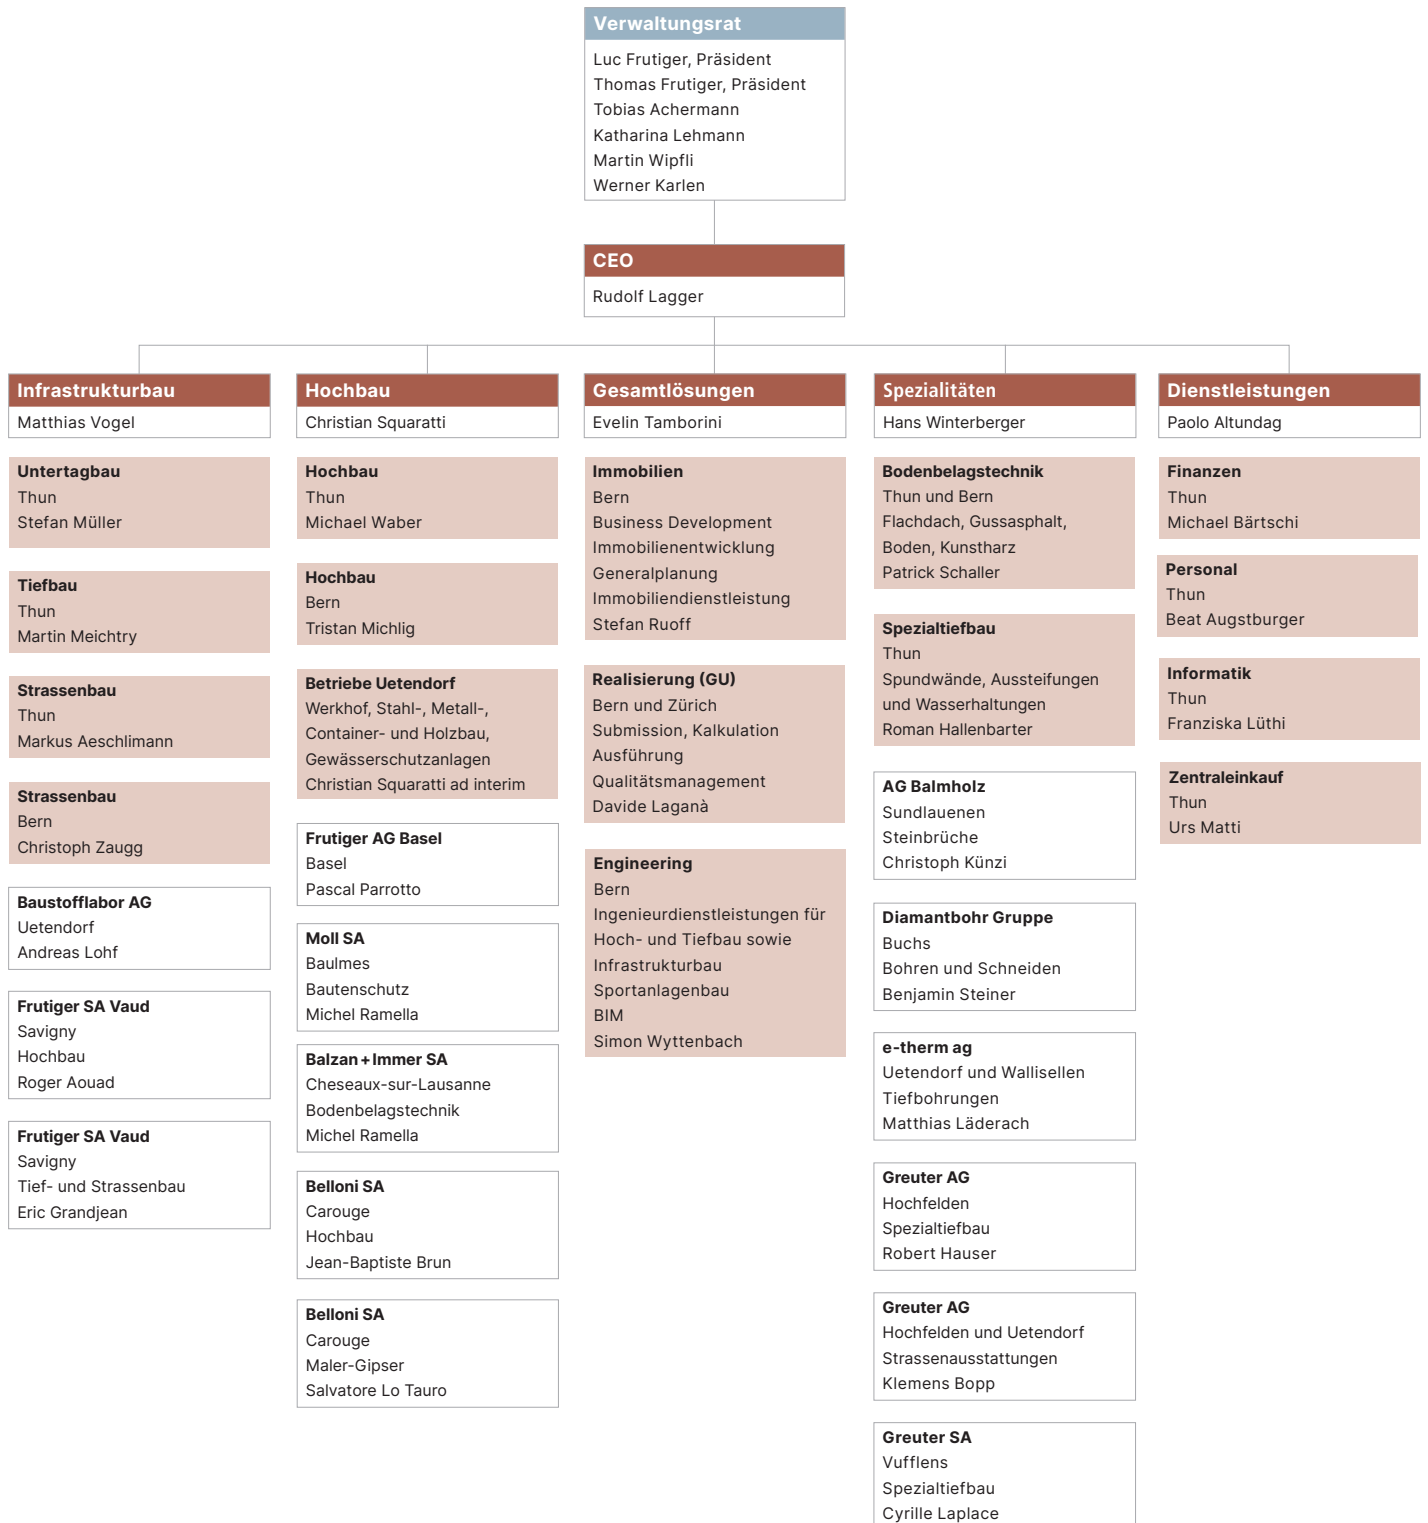 Verwaltungsrat
Luc Frutiger, Präsident
Thomas Frutiger, Präsident
Tobias Achermann
Katharina Lehmann
Martin Wipfli
Werner Karlen
CEO
Rudolf Lagger
Infrastrukturbau
Matthias Vogel
Untertagbau
Thun
Stefan Müller
Tiefbau
Thun
Martin Meichtry
Strassenbau
Thun
Markus Aeschlimann
Strassenbau
Bern
Christoph Zaugg
Baustofflabor AG
Uetendorf
Andreas Lohf
Frutiger SA Vaud
Savigny
Hochbau
Roger Aouad
Frutiger SA Vaud
Savigny
Tief- und Strassenbau
Eric Grandjean
Hochbau
Christian Squaratti
Hochbau
Thun
Michael Waber
Hochbau
Bern
Tristan Michlig
Betriebe Uetendorf
Werkhof, Stahl-, Metall-,
Container- und Holzbau,
Gewässerschutzanlagen
Christian Squaratti ad interim
Frutiger AG Basel
Basel
Pascal Parrotto
Moll SA
Baulmes
Bautenschutz
Michel Ramella
Balzan+Immer SA
Cheseaux-sur-Lausanne
Bodenbelagstechnik
Michel Ramella
Belloni SA
Carouge
Hochbau
Jean-Baptiste Brun
Belloni SA
Carouge
Maler-Gipser
Salvatore Lo Tauro
Gesamtlösungen
Evelin Tamborini
Immobilien
Bern
Business Development
Immobilienentwicklung
Generalplanung
Immobiliendienstleistung
Stefan Ruoff
Realisierung (GU)
Bern und Zürich
Submission, Kalkulation
Ausführung
Qualitätsmanagement
Davide Laganà
Engineering
Bern
Ingenieurdienstleistungen für
Hoch- und Tiefbau sowie
Infrastrukturbau
Sportanlagenbau
BIM
Simon Wyttenbach
Spezialitäten
Hans Winterberger
Bodenbelagstechnik
Thun und Bern
Flachdach, Gussasphalt,
Boden, Kunstharz
Patrick Schaller
Spezialtiefbau
Thun
Spundwände, Aussteifungen
und Wasserhaltungen
Roman Hallenbarter
AG Balmholz
Sundlauenen
Steinbrüche
Christoph Künzi
Diamantbohr Gruppe
Buchs
Bohren und Schneiden
Benjamin Steiner
e-therm ag
Uetendorf und Wallisellen
Tiefbohrungen
Matthias Läderach
Greuter AG
Hochfelden
Spezialtiefbau
Robert Hauser
Greuter AG
Hochfelden und Uetendorf
Strassenausstattungen
Klemens Bopp
Greuter SA
Vufflens
Spezialtiefbau
Cyrille Laplace
Dienstleistungen
Paolo Altundag
Finanzen
Thun
Michael Bärtschi
Personal
Thun
Beat Augstburger
Informatik
Thun
Franziska Lüthi
Zentraleinkauf
Thun
Urs Matti